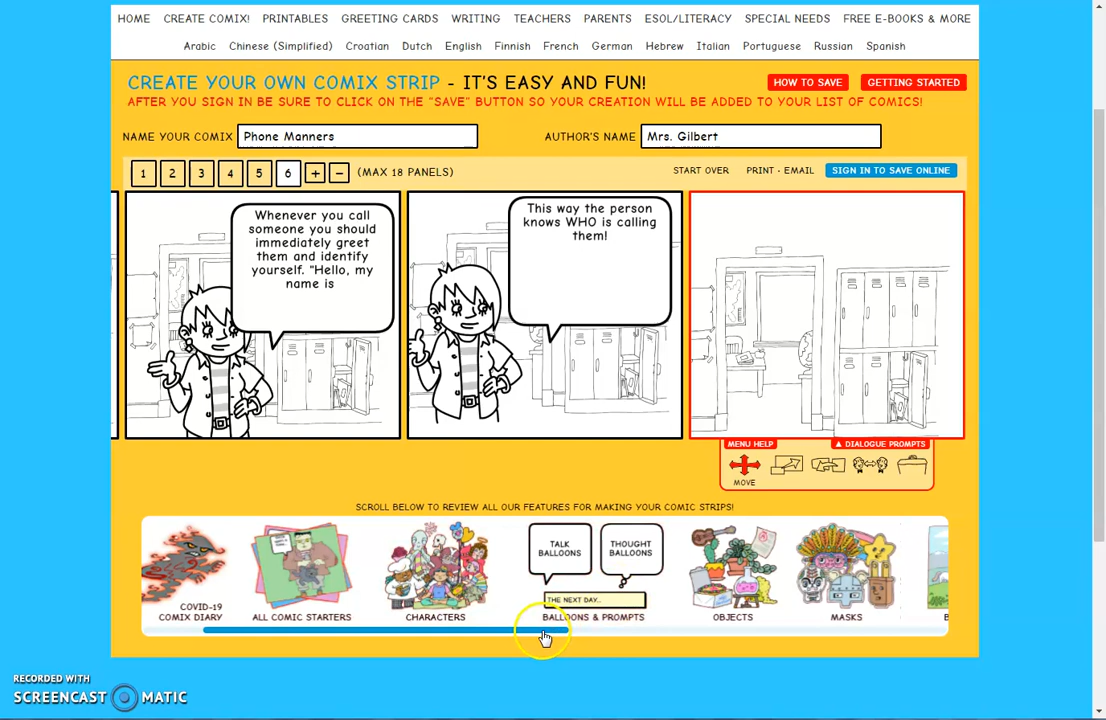 HOME CREATE COMIX! PRINTABLES GREETING CARDS WRITING TEACHERS PARENTS ESOL/LITERACY SPECIAL NEEDS FREE E-BOOKS & MORE
Arabic Chinese (Simplified) Croatian Dutch English Finnish French German Hebrew Italian Portuguese Russian Spanish
CREATE YOUR OWN COMIX STRIP - IT'S EASY AND FUN!
HOW TO SAVE GETTING STARTED
AFTER YOU SIGN IN BE SURE TO CLICK ON THE "SAVE" BUTTON SO YOUR CREATION WILL BE ADDED TO YOUR LIST OF COMICS!
NAME YOUR COMIX Phone Manners AUTHOR'S NAME Mrs. Gilbert
1 2 3 4 5 6 + - (MAX 18 PANELS) START OVER PRINT · EMAIL SIGN IN TO SAVE ONLINE
Whenever you call
someone you should
immediately greet
them and identify
yourself. "Hello, my
name is
This way the person
knows WHO is calling
them!
MENU HELP ▲ DIALOGUE PROMPTS
MOVE
SCROLL BELOW TO REVIEW ALL OUR FEATURES FOR MAKING YOUR COMIC STRIPS!
TALK
BALLOONS
THOUGHT
BALLOONS
THE NEXT DAY...
COVID-19
COMIX DIARY
ALL COMIC STARTERS
CHARACTERS
BALLOONS & PROMPTS
OBJECTS
MASKS
B
RECORDED WITH
SCREENCAST MATIC